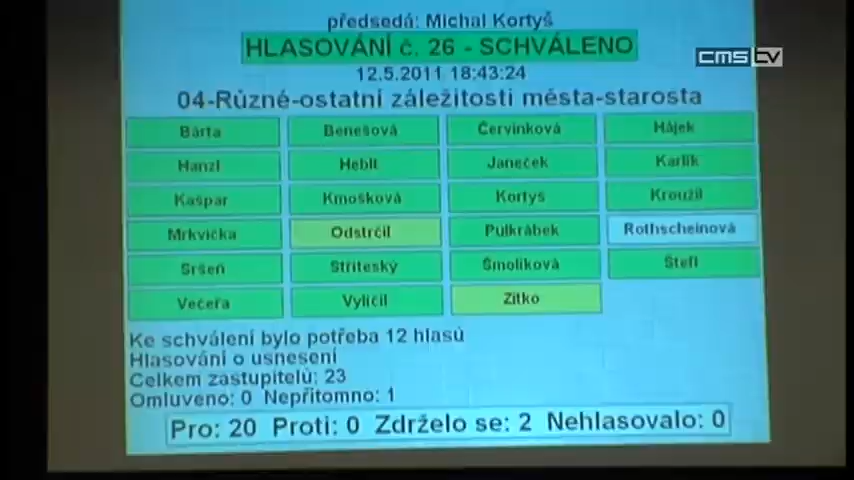 předsedá: Michal Kortyš
HLASOVÁNÍ č. 26 - SCHVÁLENO
CMS TV
12.5.2011 18:43:24
04-Různé-ostatní záležitosti města-starosta
Bárta Benešová Červinková Hájek
Hanzl Heblt Janeček Karlík
Kašpar Kmošková Kortyš Kroužil
Mrkvička Odstrčil Pulkrábek Rothscheinová
Sršeň Stříteský Šmolíková Štefl
Večeřa Vylíčil Žitko
Ke schválení bylo potřeba 12 hlasů
Hlasování o usnesení
Celkem zastupitelů: 23
Omluveno: 0 Nepřítomno: 1
Pro: 20 Proti: 0 Zdrželo se: 2 Nehlasovalo: 0